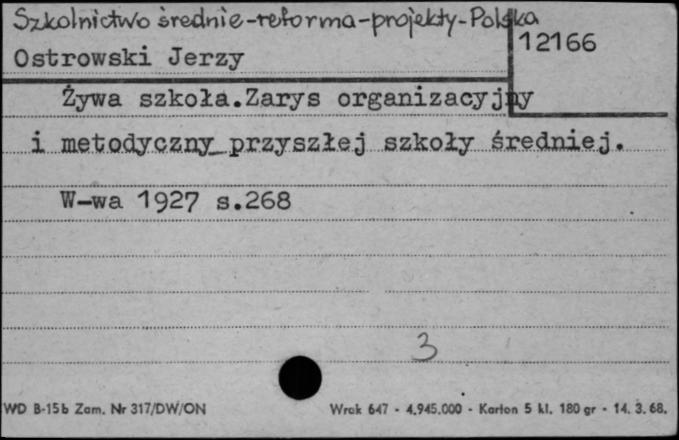 Szkolnictwo średnie-reforma-projekty-Polska
12166
Ostrowski Jerzy
Żywa szkoła.Zarys organizacyjny
i metodyczny przyszłej szkoły średniej.
W-wa 1927 s.268
3
WD B-15b Zam. Nr 317/DW/ON Wrak 647 - 4.945.000 - Karton 5 kl. 180 gr - 14. 3. 68.